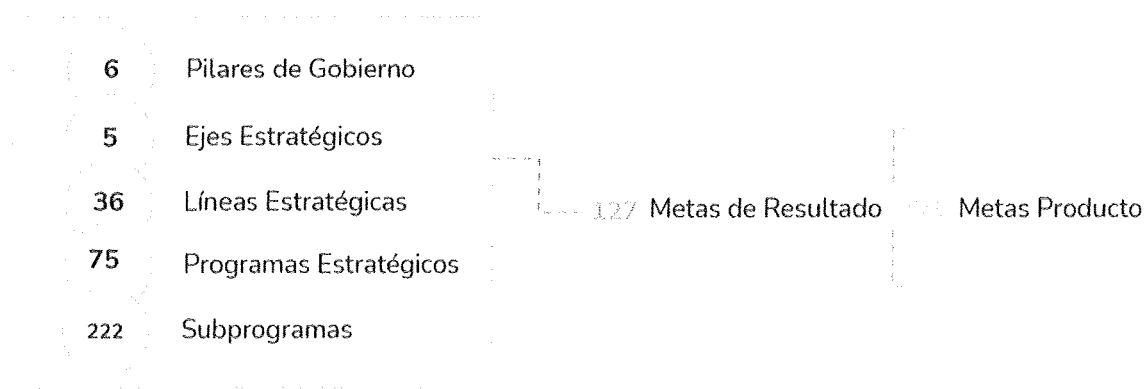 6 Pilares de Gobierno
5 Ejes Estratégicos
36 Líneas Estratégicas
75 Programas Estratégicos
222 Subprogramas
127 Metas de Resultado
Metas Producto